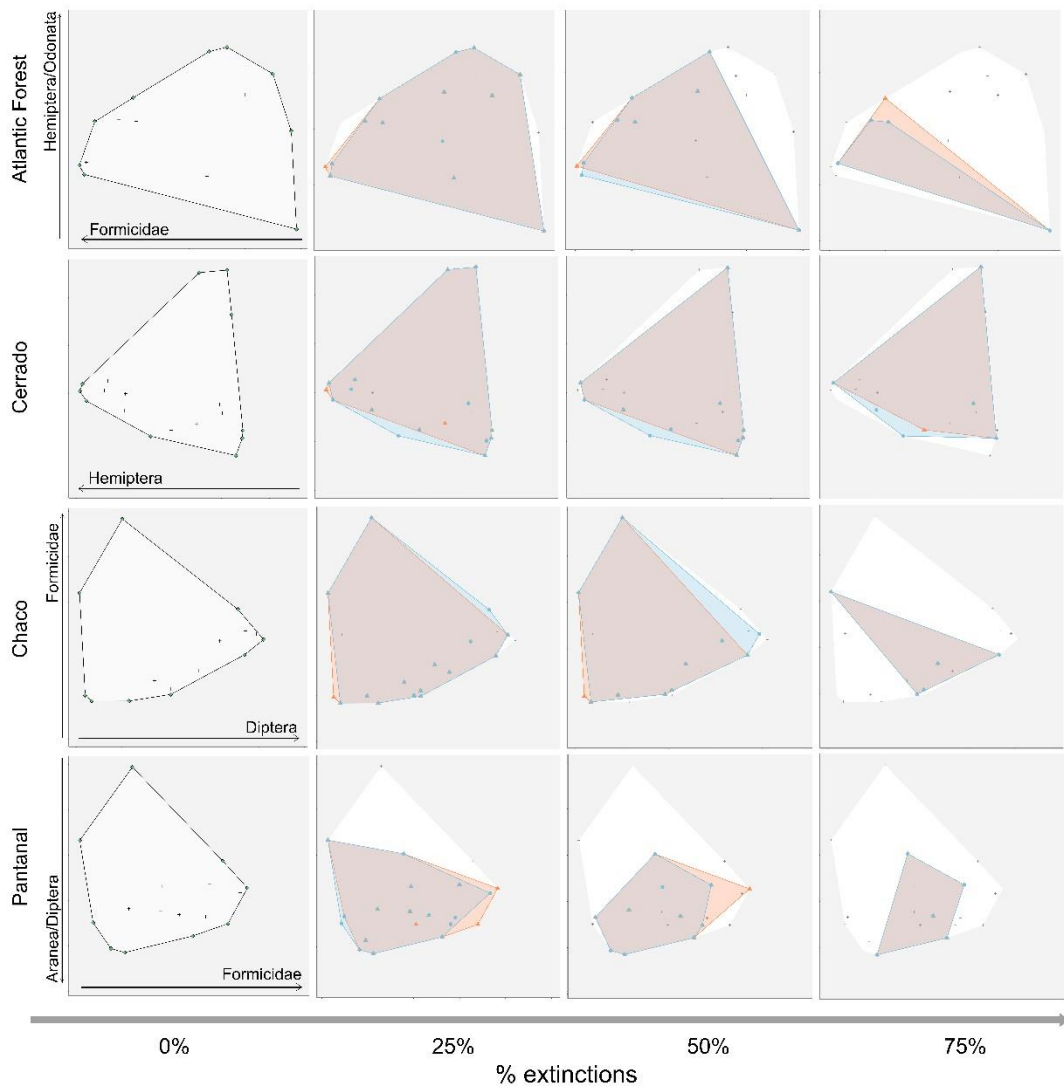 Atlantic Forest
Hemiptera/Odonata
Formicidae
Cerrado
Hemiptera
Chaco
Formicidae
Diptera
Pantanal
Aranea/Diptera
Formicidae
0%
25%
50%
75%
% extinctions